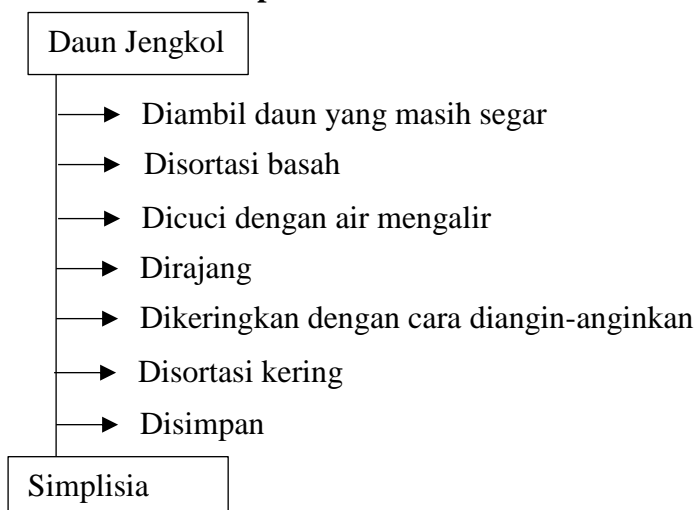 Daun Jengkol
Diambil daun yang masih segar
Disortasi basah
Dicuci dengan air mengalir
Dirajang
Dikeringkan dengan cara diangin-anginkan
Disortasi kering
Disimpan
Simplisia